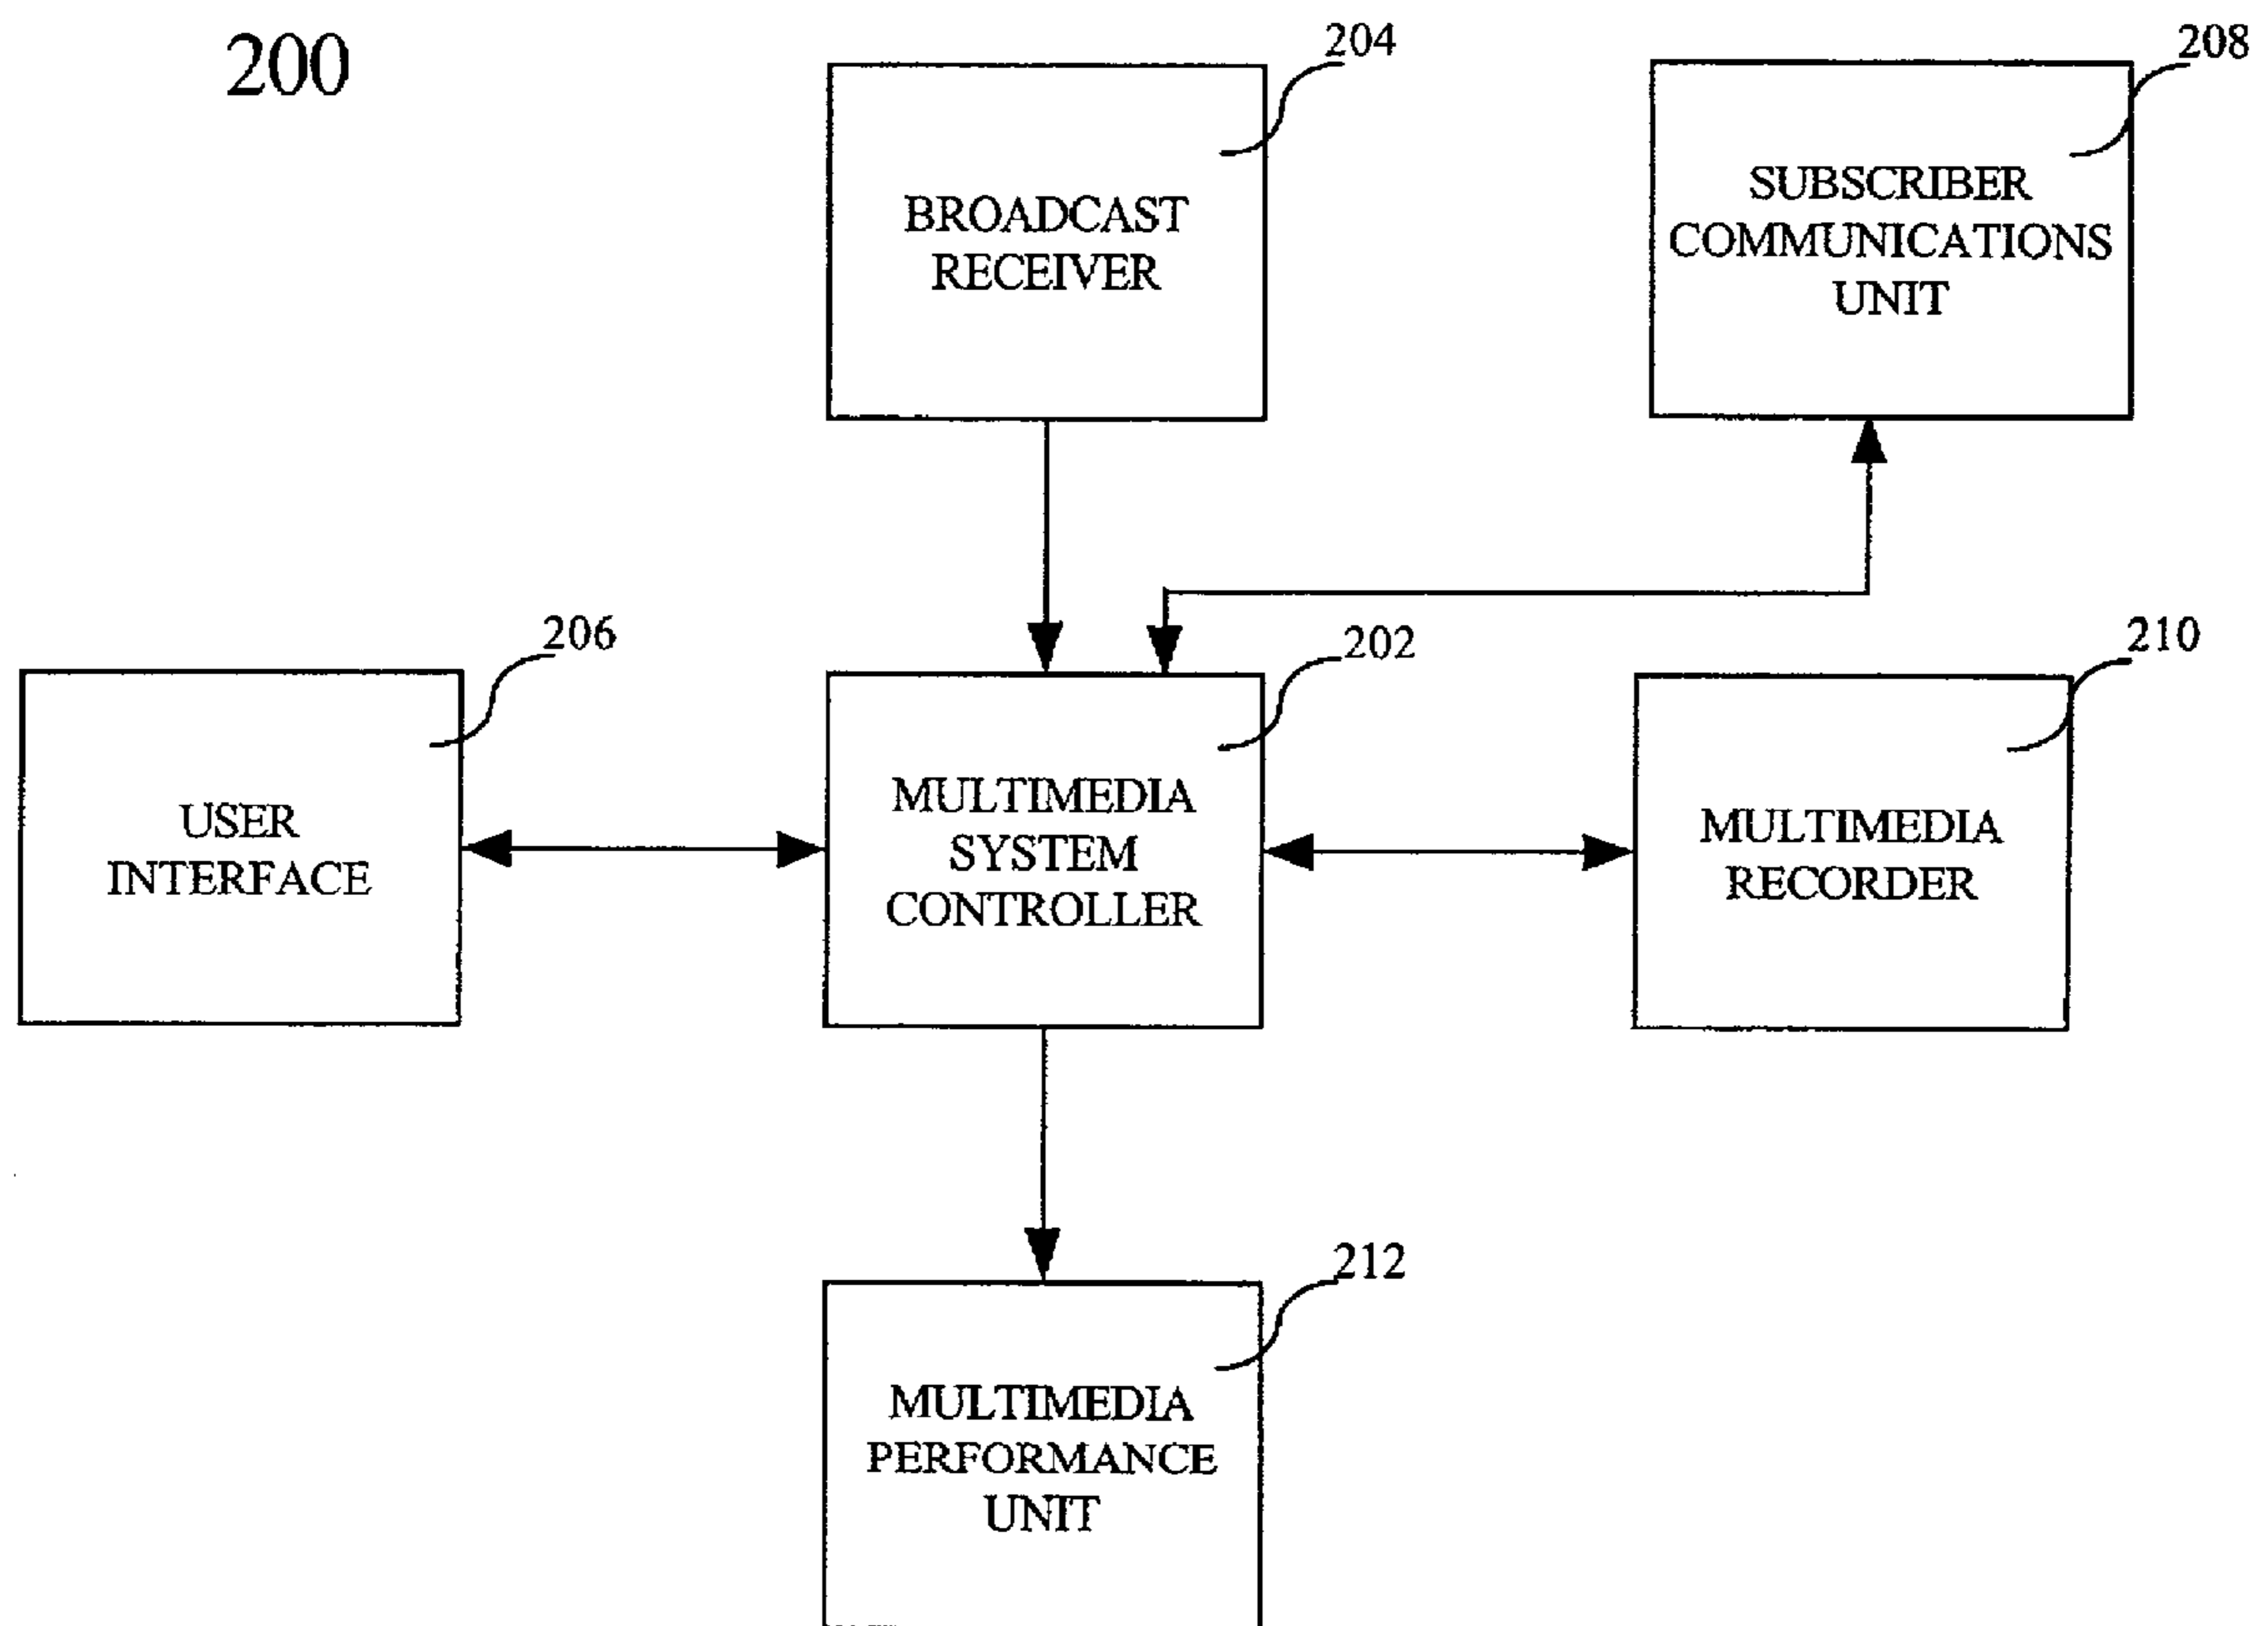 200
204
208
BROADCAST
RECEIVER
SUBSCRIBER
COMMUNICATIONS
UNIT
206
202
210
USER
INTERFACE
MULTIMEDIA
SYSTEM
CONTROLLER
MULTIMEDIA
RECORDER
212
MULTIMEDIA
PERFORMANCE
UNIT